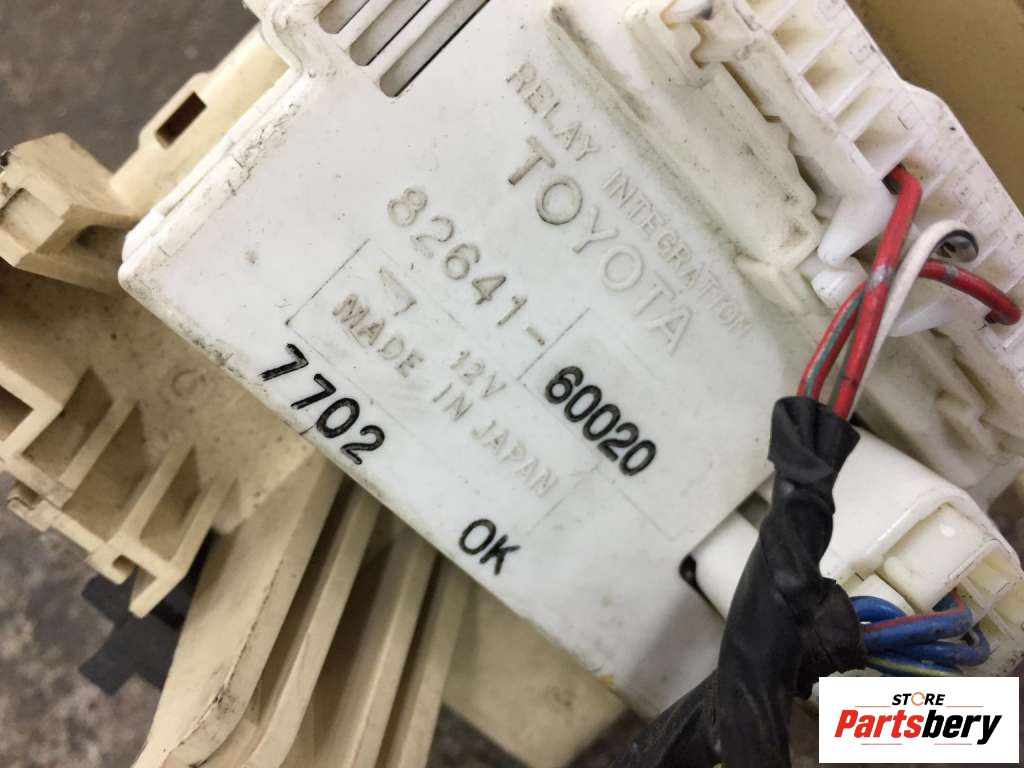 RELAY INTEGRATION
TOYOTA
82641-60020
12V
MADE IN JAPAN
7702
OK
STORE
Partsbery